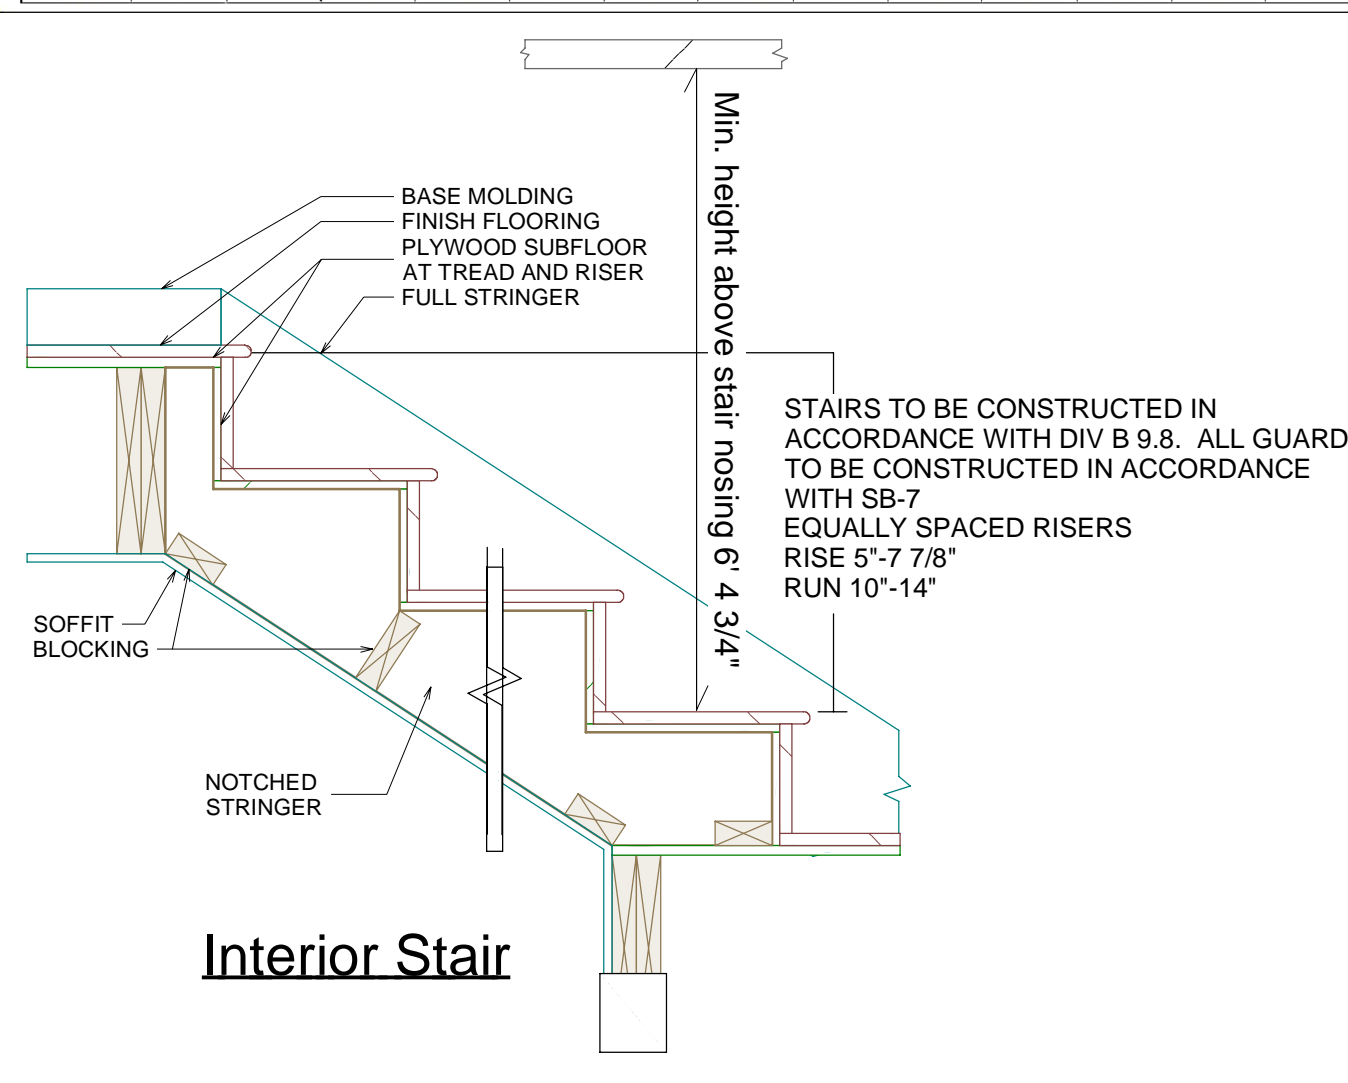 Min. height above stair nosing 6' 4 3/4"
BASE MOLDING
FINISH FLOORING
PLYWOOD SUBFLOOR
AT TREAD AND RISER
FULL STRINGER
STAIRS TO BE CONSTRUCTED IN
ACCORDANCE WITH DIV B 9.8. ALL GUARD
TO BE CONSTRUCTED IN ACCORDANCE
WITH SB-7
EQUALLY SPACED RISERS
RISE 5"-7 7/8"
RUN 10"-14"
SOFFIT
BLOCKING
NOTCHED
STRINGER
Interior Stair